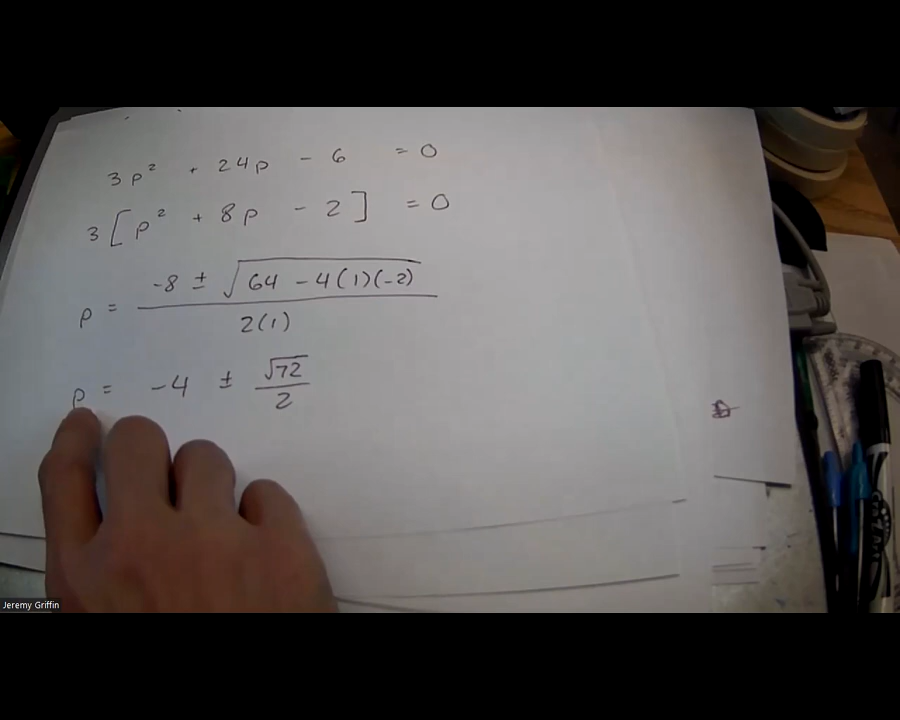 3p² + 24p - 6 = 0
3[p² + 8p - 2] = 0
p = (-8 ± √(64 - 4(1)(-2))) / 2(1)
p = -4 ± √72 / 2
Jeremy Griffin